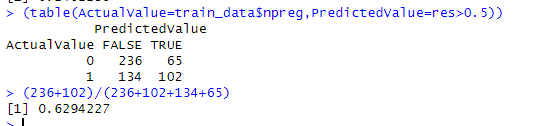 > (table(ActualValue=train_data$npreg,PredictedValue=res>0.5))
PredictedValue
ActualValue FALSE TRUE
0 236 65
1 134 102
> (236+102)/(236+102+134+65)
[1] 0.6294227
>